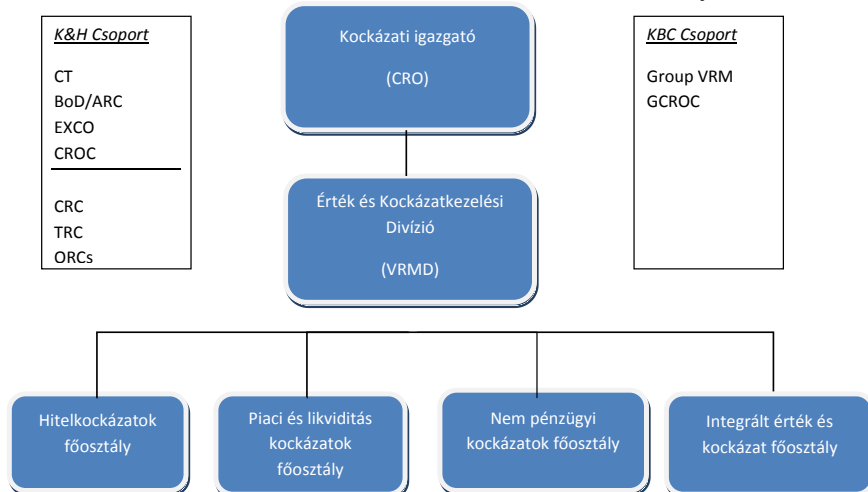 K&H Csoport
CT
BoD/ARC
EXCO
CROC
CRC
TRC
ORCs
Kockázati igazgató
(CRO)
KBC Csoport
Group VRM
GCROC
Érték és Kockázatkezelési
Divízió
(VRMD)
Hitelkockázatok
főosztály
Piaci és likviditás
kockázatok
főosztály
Nem pénzügyi
kockázatok főosztály
Integrált érték és
kockázat főosztály